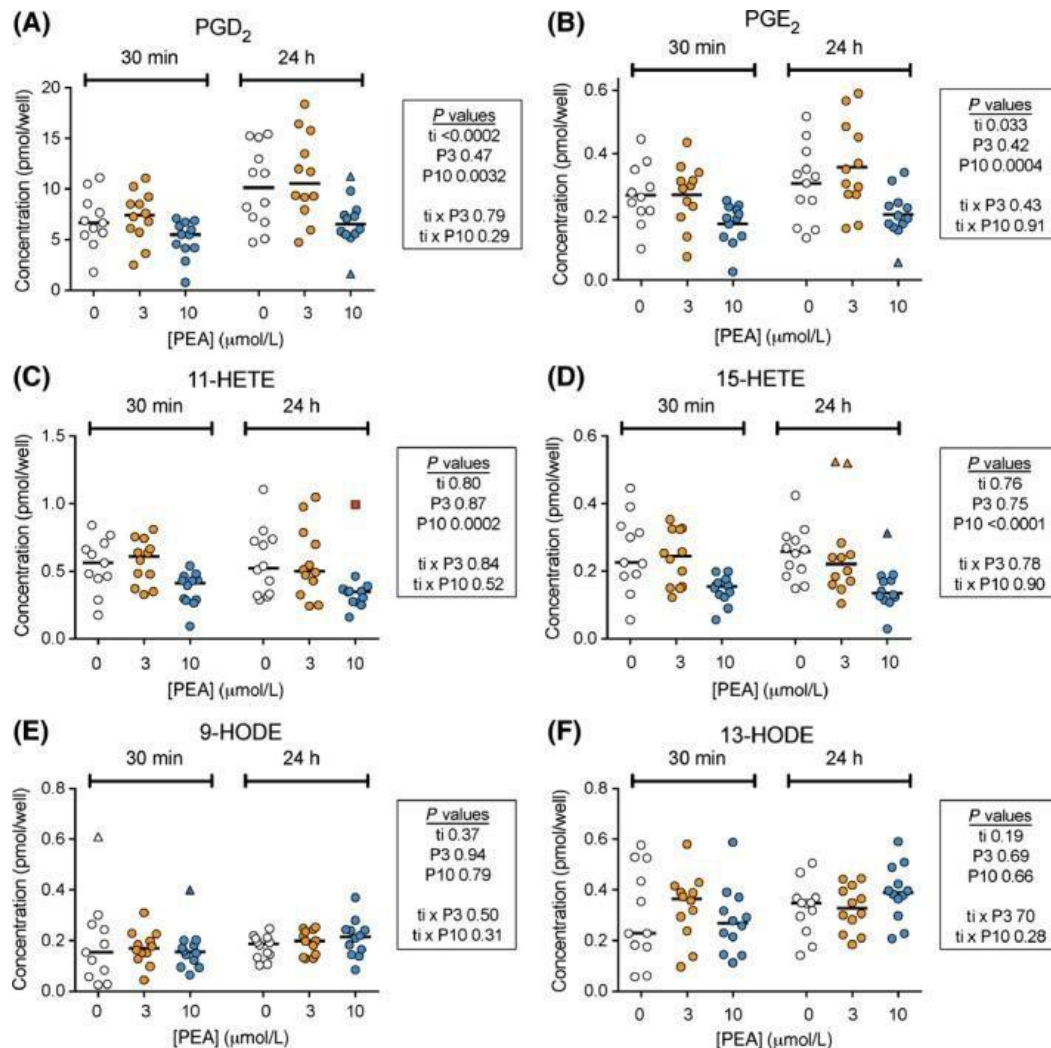 (A)
PGD2
30 min
24 h
Concentration (pmol/well)
20
15
10
5
0
0 3 10 0 3 10
[PEA] (μmol/L)
P values
ti <0.0002
P3 0.47
P10 0.0032
ti x P3 0.79
ti x P10 0.29
(B)
PGE2
30 min
24 h
Concentration (pmol/well)
0.6
0.4
0.2
0.0
0 3 10 0 3 10
[PEA] (μmol/L)
P values
ti 0.033
P3 0.42
P10 0.0004
ti x P3 0.43
ti x P10 0.91
(C)
11-HETE
30 min
24 h
Concentration (pmol/well)
1.5
1.0
0.5
0.0
0 3 10 0 3 10
[PEA] (μmol/L)
P values
ti 0.80
P3 0.87
P10 0.0002
ti x P3 0.84
ti x P10 0.52
(D)
15-HETE
30 min
24 h
Concentration (pmol/well)
0.6
0.4
0.2
0.0
0 3 10 0 3 10
[PEA] (μmol/L)
P values
ti 0.76
P3 0.75
P10 <0.0001
ti x P3 0.78
ti x P10 0.90
(E)
9-HODE
30 min
24 h
Concentration (pmol/well)
0.8
0.6
0.4
0.2
0.0
0 3 10 0 3 10
[PEA] (μmol/L)
P values
ti 0.37
P3 0.94
P10 0.79
ti x P3 0.50
ti x P10 0.31
(F)
13-HODE
30 min
24 h
Concentration (pmol/well)
0.8
0.6
0.4
0.2
0.0
0 3 10 0 3 10
[PEA] (μmol/L)
P values
ti 0.19
P3 0.69
P10 0.66
ti x P3 70
ti x P10 0.28